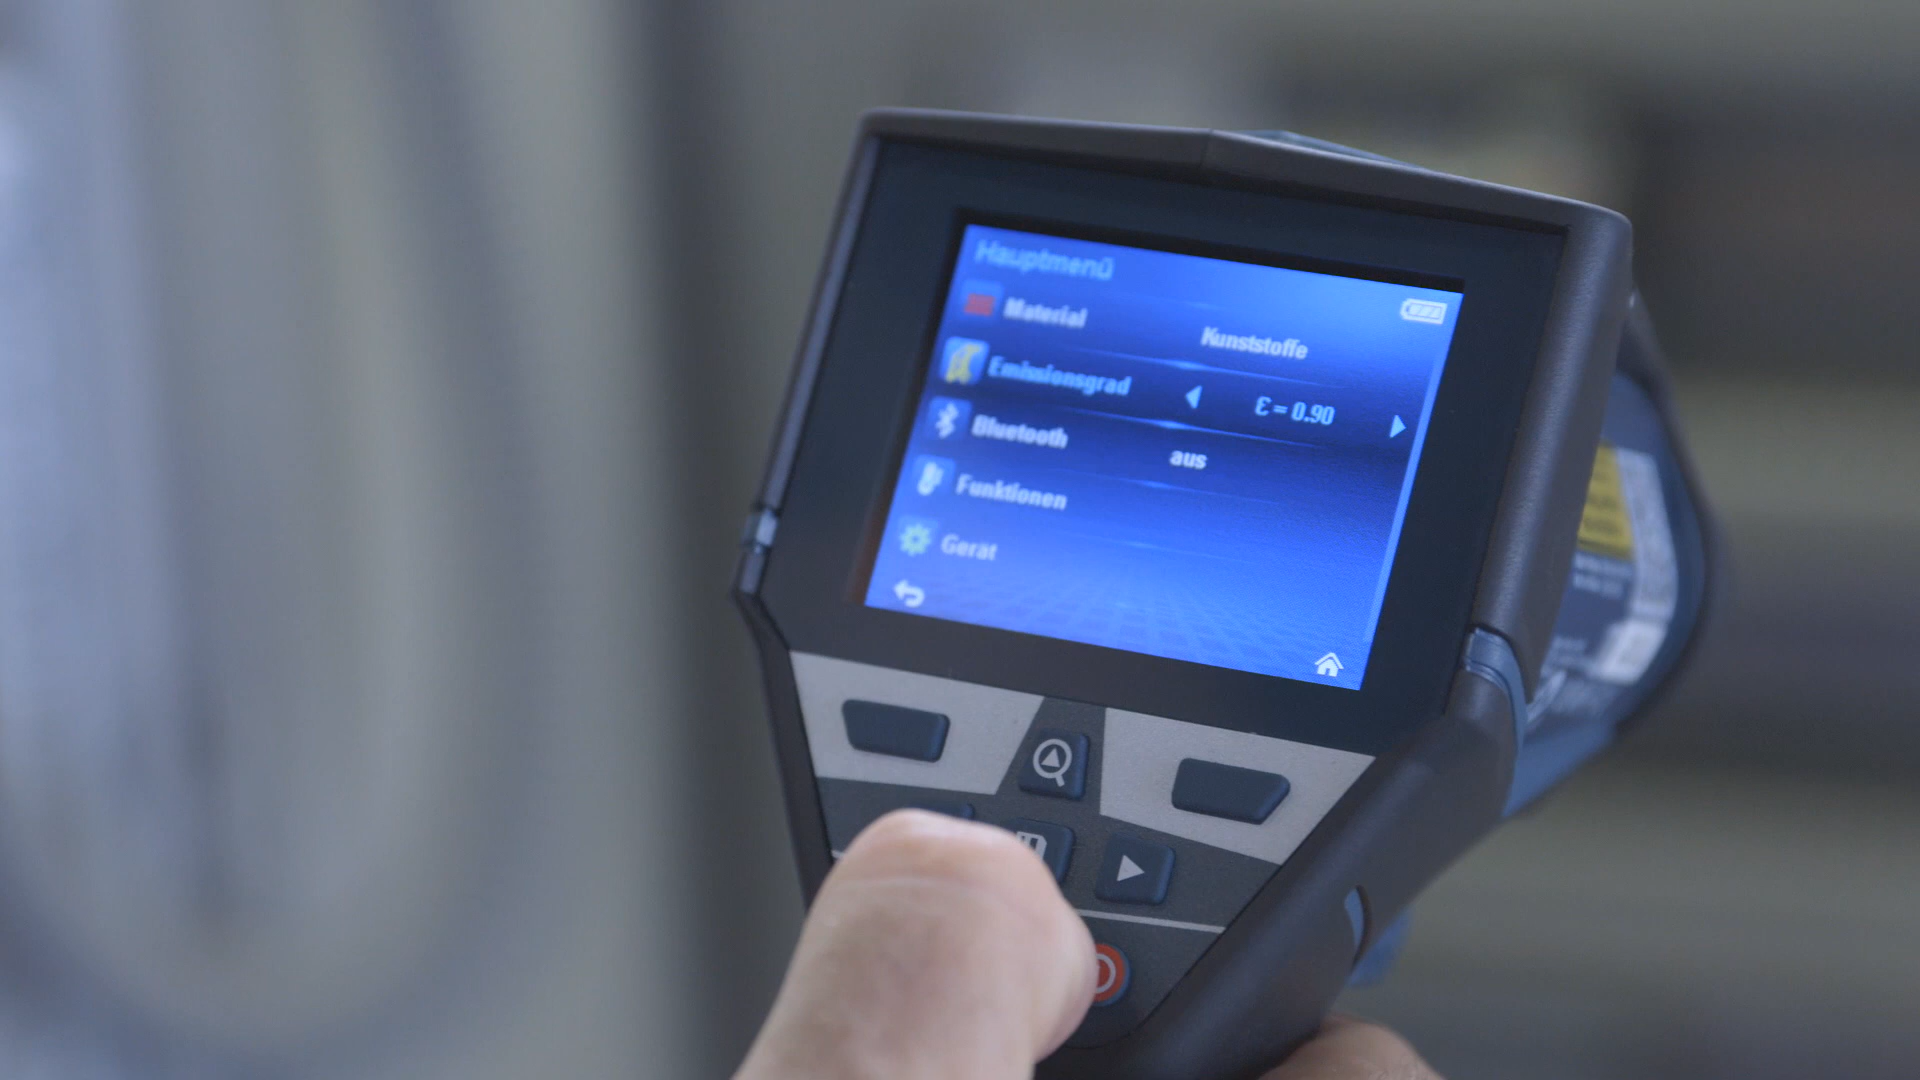 Hauptmenü
Material Kunststoffe
Emissionsgrad ε = 0.90
Bluetooth aus
Funktionen
Gerät